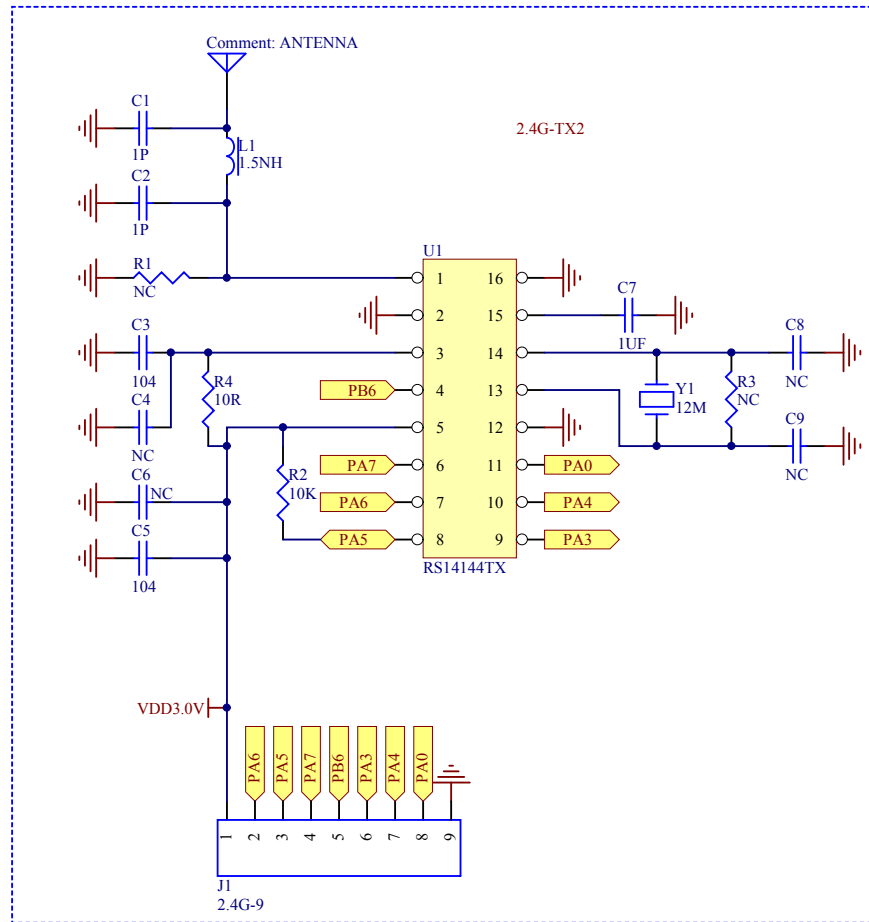 Comment: ANTENNA
C1
1P
L1
1.5NH
2.4G-TX2
C2
1P
R1
NC
U1
1
2
3
4
5
6
7
8
16
15
14
13
12
11
10
9
RS14144TX
C3
104
R4
10R
C4
NC
C6
NC
C5
104
R2
10K
PB6
PA7
PA6
PA5
PA0
PA4
PA3
C7
1UF
C8
NC
Y1
12M
R3
NC
C9
NC
VDD3.0V
PA6
PA5
PA7
PB6
PA3
PA4
PA0
1
2
3
4
5
6
7
8
9
J1
2.4G-9